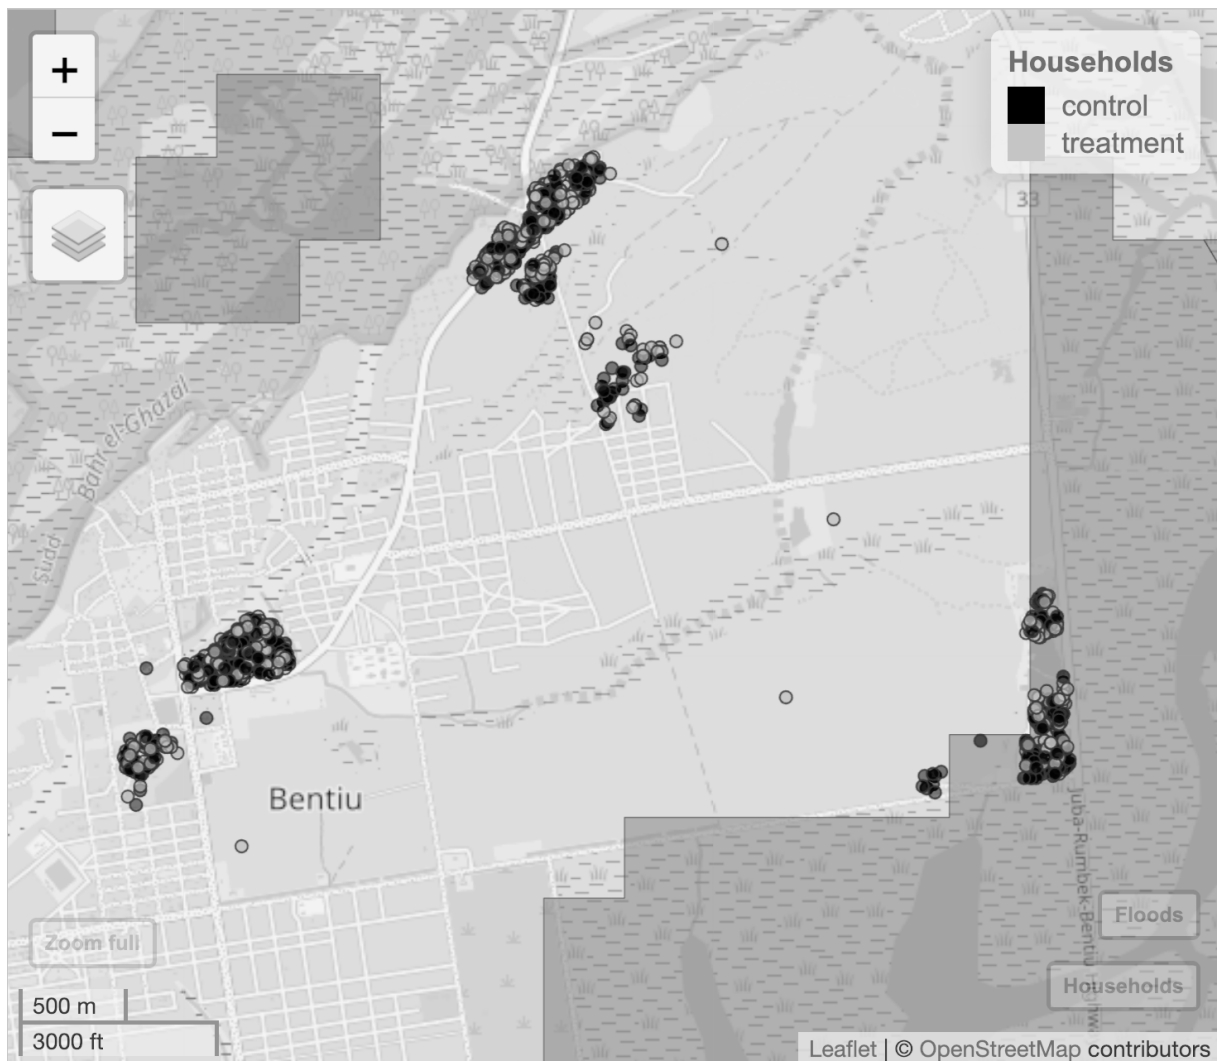 +
Households
control
treatment
−
33
Bahr el-Ghazal
Sudd
Bentiu
Juba-Rumbek-Bentiu Highw
Zoom full
Floods
Households
500 m
3000 ft
Leaflet | © OpenStreetMap contributors